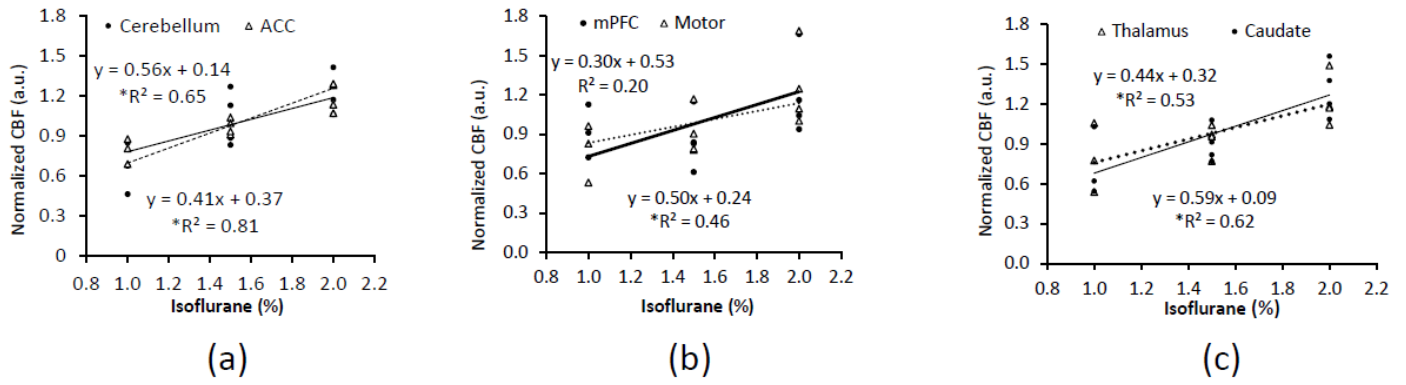 Normalized CBF (a.u.)
1.8
1.5
1.2
0.9
0.6
0.3
0
• Cerebellum △ ACC
y = 0.56x + 0.14
*R² = 0.65
y = 0.41x + 0.37
*R² = 0.81
0.8 1.0 1.2 1.4 1.6 1.8 2.0 2.2
Isoflurane (%)
(a)
Normalized CBF (a.u.)
1.8
1.5
1.2
0.9
0.6
0.3
0.0
• mPFC △ Motor
y = 0.30x + 0.53
R² = 0.20
y = 0.50x + 0.24
*R² = 0.46
0.8 1.0 1.2 1.4 1.6 1.8 2.0 2.2
Isoflurane (%)
(b)
Normalized CBF (a.u.)
1.8
1.5
1.2
0.9
0.6
0.3
0.0
△ Thalamus • Caudate
y = 0.44x + 0.32
*R² = 0.53
y = 0.59x + 0.09
*R² = 0.62
0.8 1.0 1.2 1.4 1.6 1.8 2.0 2.2
Isoflurane (%)
(c)